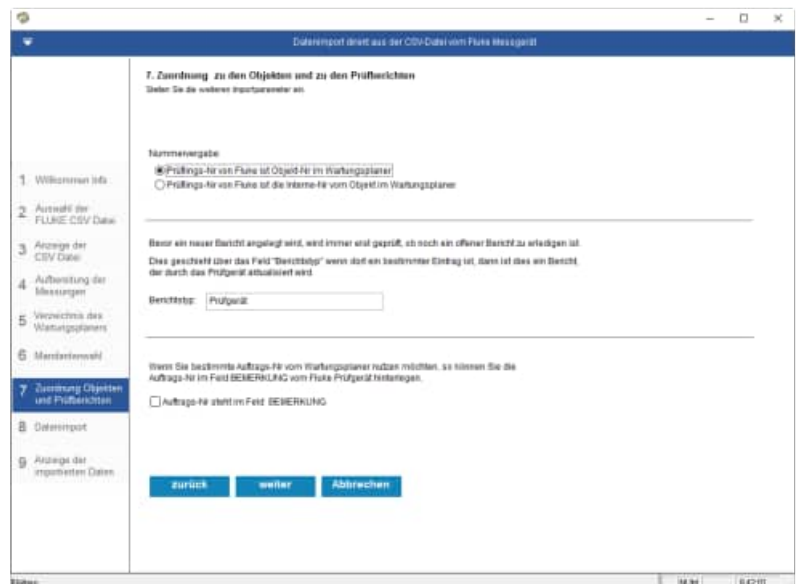 Datenimport direkt aus der CSV-Datei vom Fluke Messgerät
7. Zuordnung zu den Objekten und zu den Prüfberichten
Stellen Sie die weiteren Importparameter ein.
Nummernvergabe
Prüflings-Nr von Fluke ist Objekt-Nr im Wartungsplaner
Prüflings-Nr von Fluke ist die Interne-Nr vom Objekt im Wartungsplaner
Bevor ein neuer Bericht angelegt wird, wird immer erst geprüft, ob noch ein offener Bericht zu erledigen ist.
Dies geschieht über das Feld "Berichtstyp" wenn dort ein bestimmter Eintrag ist, dann ist dies ein Bericht,
der durch das Prüfgerät aktualisiert wird.
Berichtstyp: Prüfgerät
Wenn Sie bestimmte Auftrags-Nr vom Wartungsplaner nutzen möchten, so können Sie die
Auftrags-Nr im Feld BEMERKUNG vom Fluke Prüfgerät hinterlegen.
Auftrags-Nr steht im Feld BEMERKUNG
1 Willkommen Info
2 Auswahl der
FLUKE CSV Datei
3 Anzeige der
CSV Datei
4 Aufbereitung der
Messungen
5 Verzeichnis des
Wartungsplaners
6 Mandantenwahl
7 Zuordnung Objekten
und Prüfberichten
8 Datenimport
9 Anzeige der
importierten Daten
zurück weiter Abbrechen